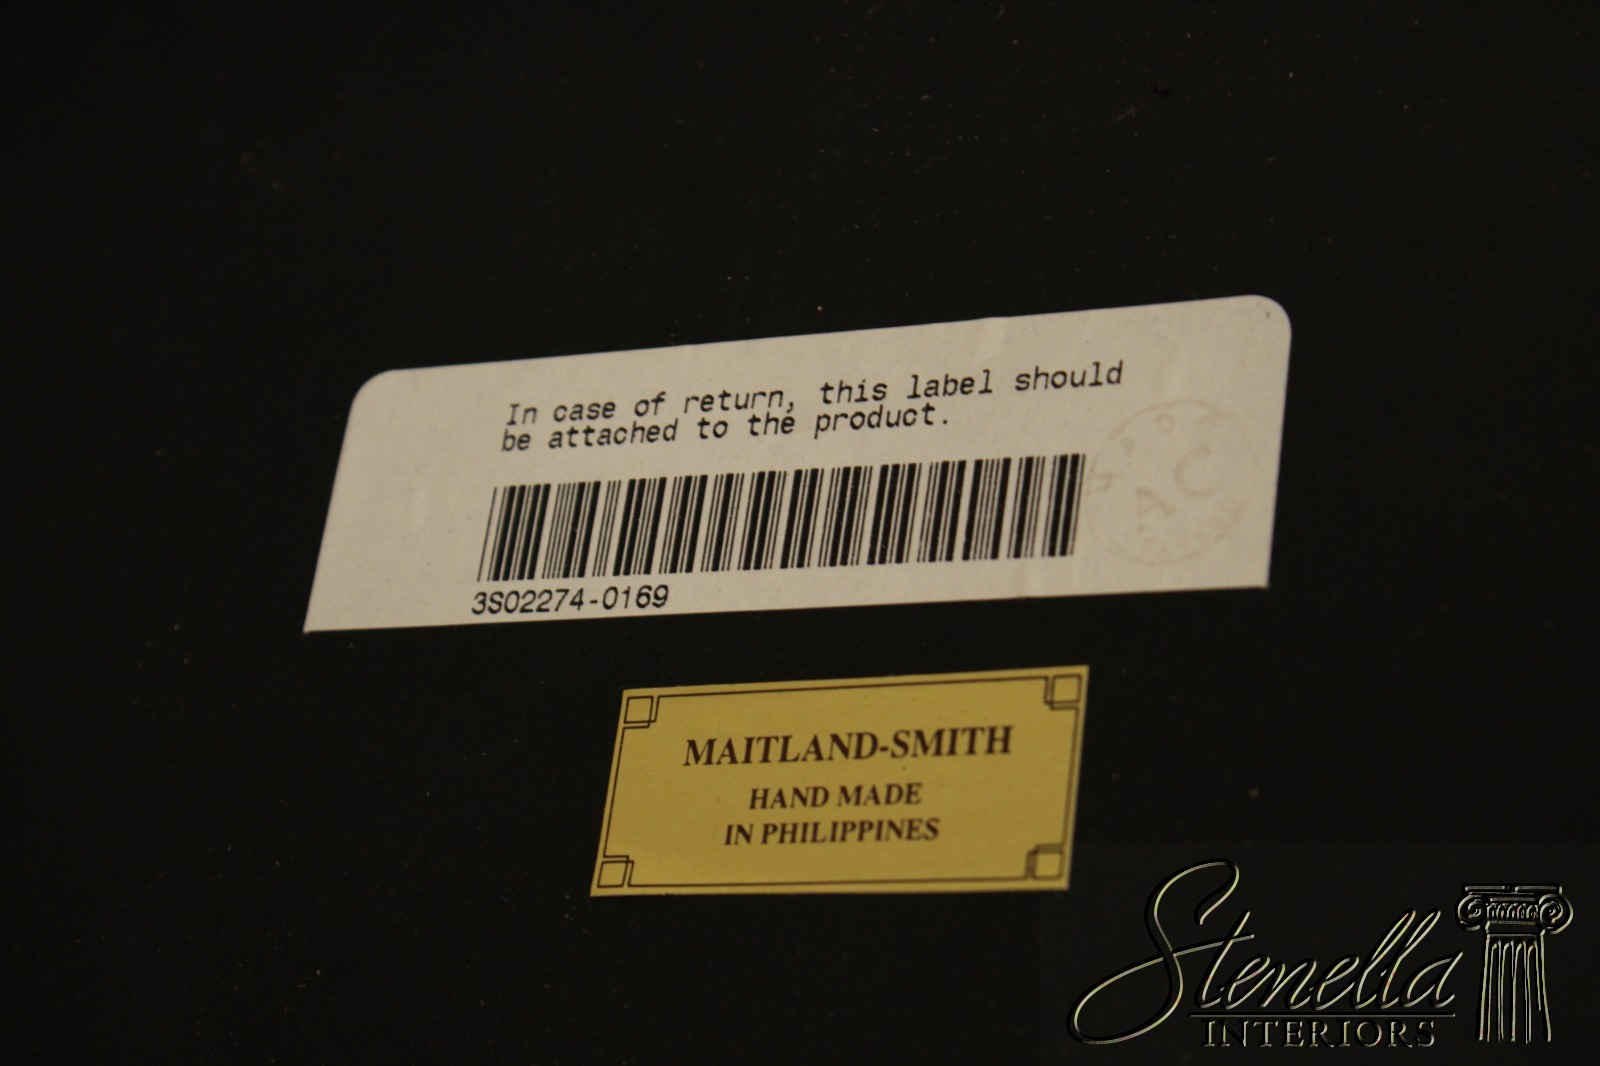 In case of return, this label should
be attached to the product.
3S02274-0169
AC
MAITLAND-SMITH
HAND MADE
IN PHILIPPINES
Stenella
INTERIORS